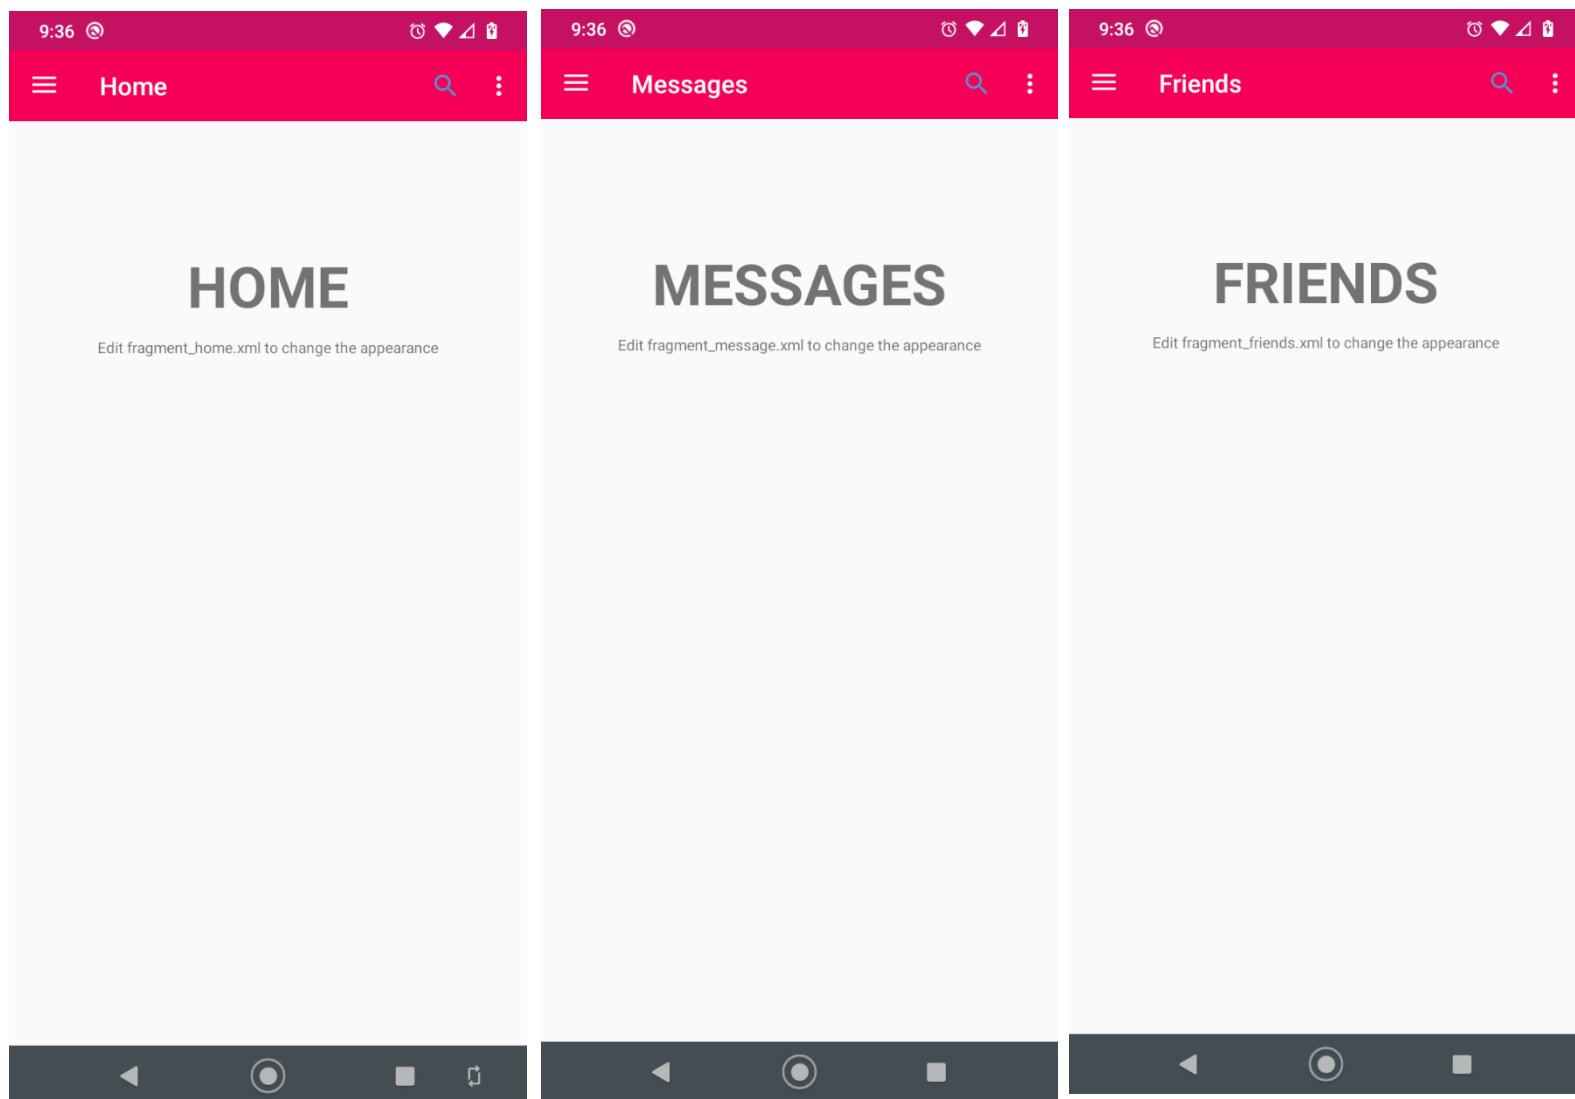 9:36
Home
HOME
Edit fragment_home.xml to change the appearance
9:36
Messages
MESSAGES
Edit fragment_message.xml to change the appearance
9:36
Friends
FRIENDS
Edit fragment_friends.xml to change the appearance